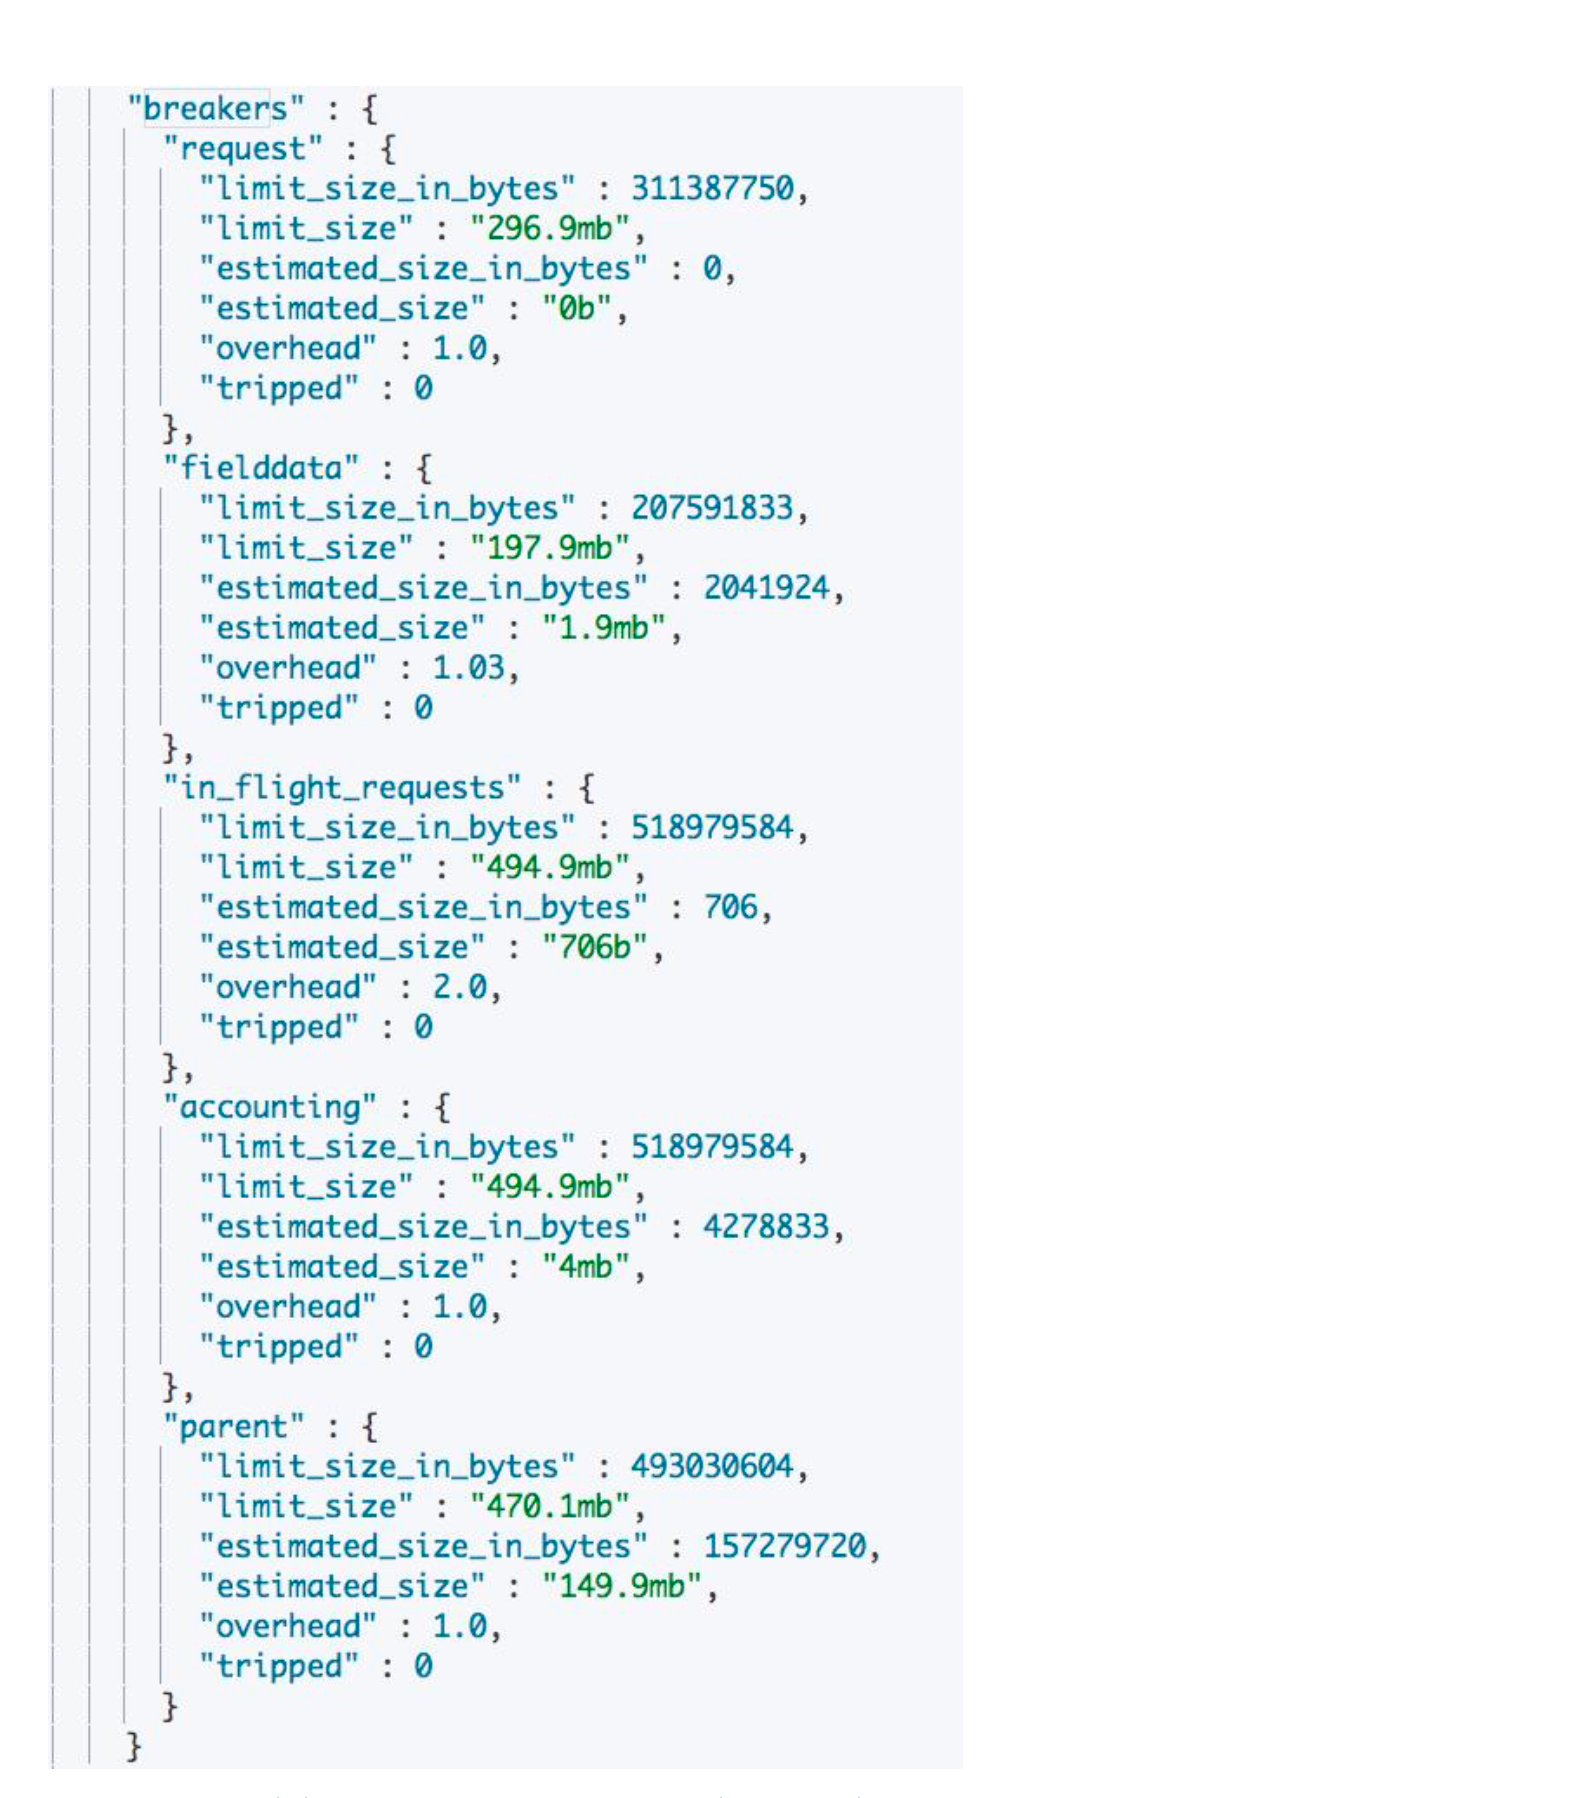 "breakers" : {
"request" : {
"limit_size_in_bytes" : 311387750,
"limit_size" : "296.9mb",
"estimated_size_in_bytes" : 0,
"estimated_size" : "0b",
"overhead" : 1.0,
"tripped" : 0
},
"fielddata" : {
"limit_size_in_bytes" : 207591833,
"limit_size" : "197.9mb",
"estimated_size_in_bytes" : 2041924,
"estimated_size" : "1.9mb",
"overhead" : 1.03,
"tripped" : 0
},
"in_flight_requests" : {
"limit_size_in_bytes" : 518979584,
"limit_size" : "494.9mb",
"estimated_size_in_bytes" : 706,
"estimated_size" : "706b",
"overhead" : 2.0,
"tripped" : 0
},
"accounting" : {
"limit_size_in_bytes" : 518979584,
"limit_size" : "494.9mb",
"estimated_size_in_bytes" : 4278833,
"estimated_size" : "4mb",
"overhead" : 1.0,
"tripped" : 0
},
"parent" : {
"limit_size_in_bytes" : 493030604,
"limit_size" : "470.1mb",
"estimated_size_in_bytes" : 157279720,
"estimated_size" : "149.9mb",
"overhead" : 1.0,
"tripped" : 0
}
}